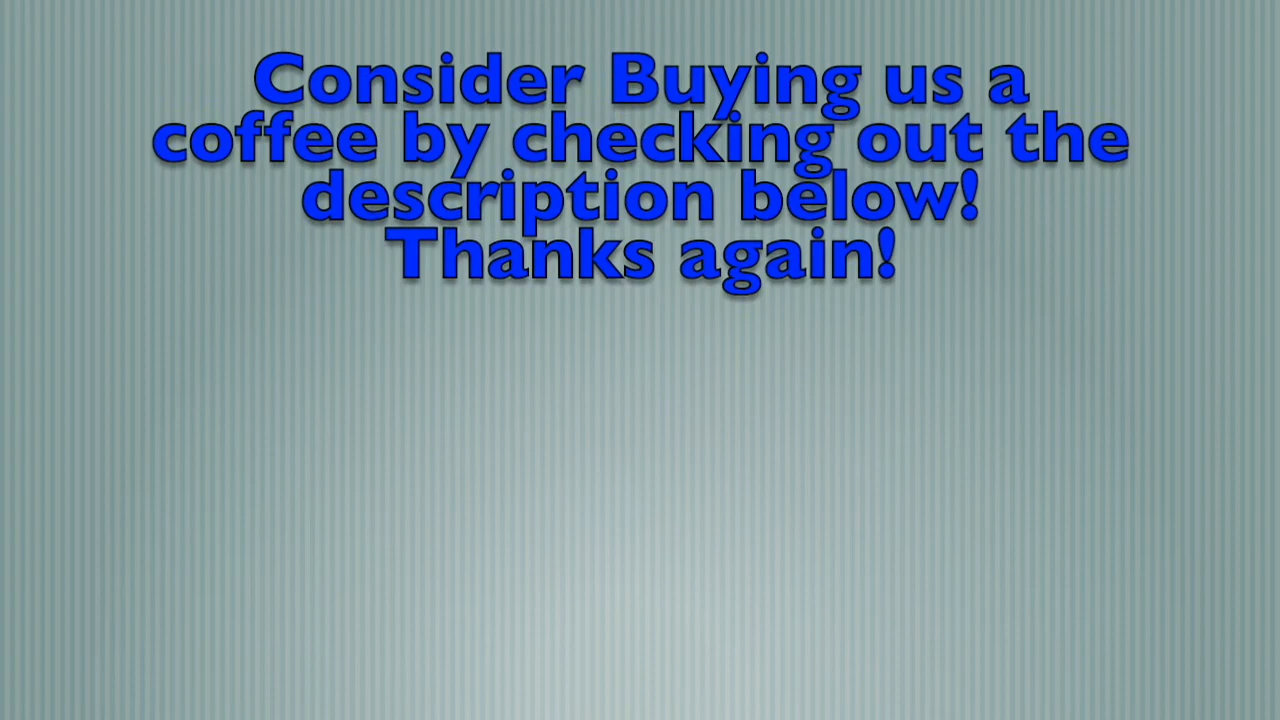 Consider Buying us a
coffee by checking out the
description below!
Thanks again!